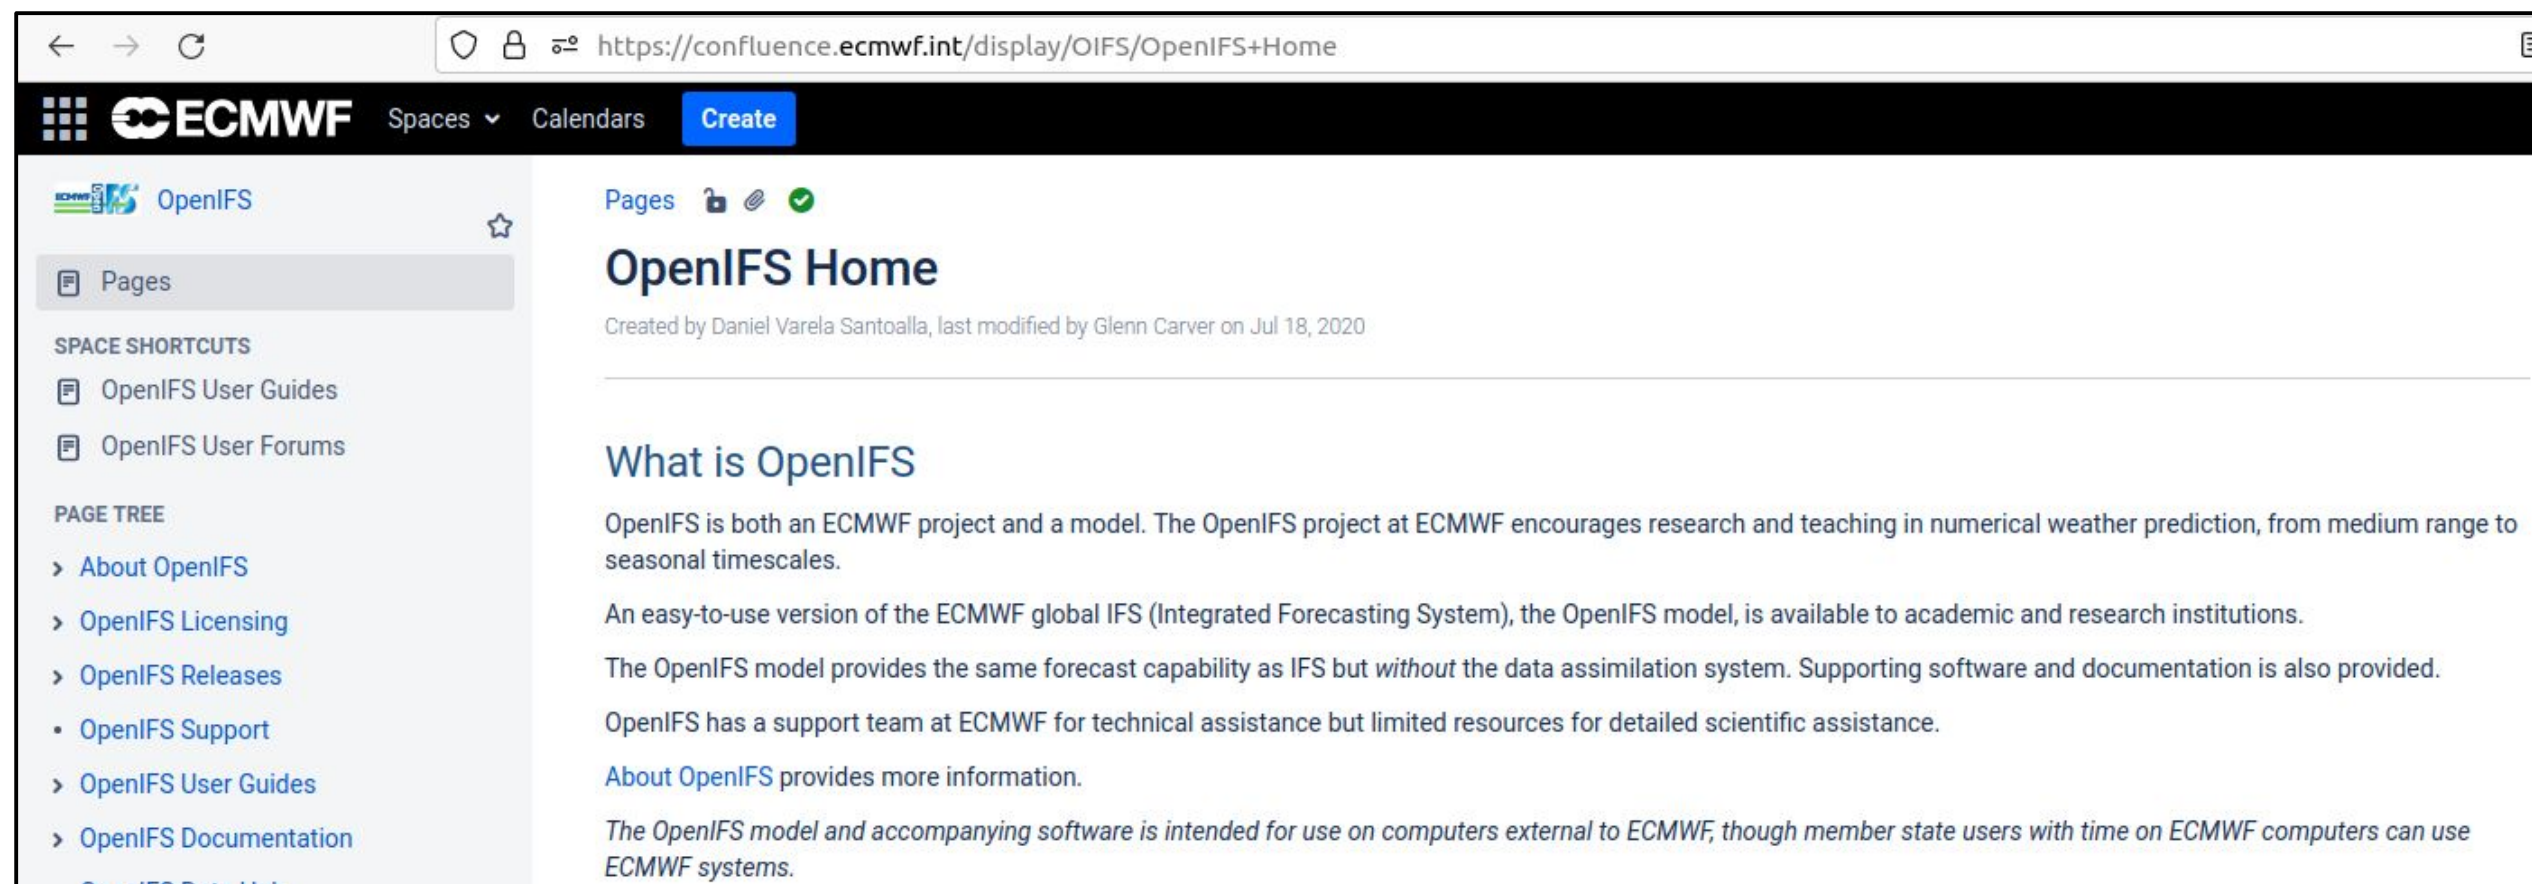 https://confluence.ecmwf.int/display/OIFS/OpenIFS+Home
ECMWF Spaces Calendars Create
OpenIFS
Pages
SPACE SHORTCUTS
OpenIFS User Guides
OpenIFS User Forums
PAGE TREE
About OpenIFS
OpenIFS Licensing
OpenIFS Releases
OpenIFS Support
OpenIFS User Guides
OpenIFS Documentation
Pages
OpenIFS Home
Created by Daniel Varela Santoalla, last modified by Glenn Carver on Jul 18, 2020
What is OpenIFS
OpenIFS is both an ECMWF project and a model. The OpenIFS project at ECMWF encourages research and teaching in numerical weather prediction, from medium range to
seasonal timescales.
An easy-to-use version of the ECMWF global IFS (Integrated Forecasting System), the OpenIFS model, is available to academic and research institutions.
The OpenIFS model provides the same forecast capability as IFS but without the data assimilation system. Supporting software and documentation is also provided.
OpenIFS has a support team at ECMWF for technical assistance but limited resources for detailed scientific assistance.
About OpenIFS provides more information.
The OpenIFS model and accompanying software is intended for use on computers external to ECMWF, though member state users with time on ECMWF computers can use
ECMWF systems.